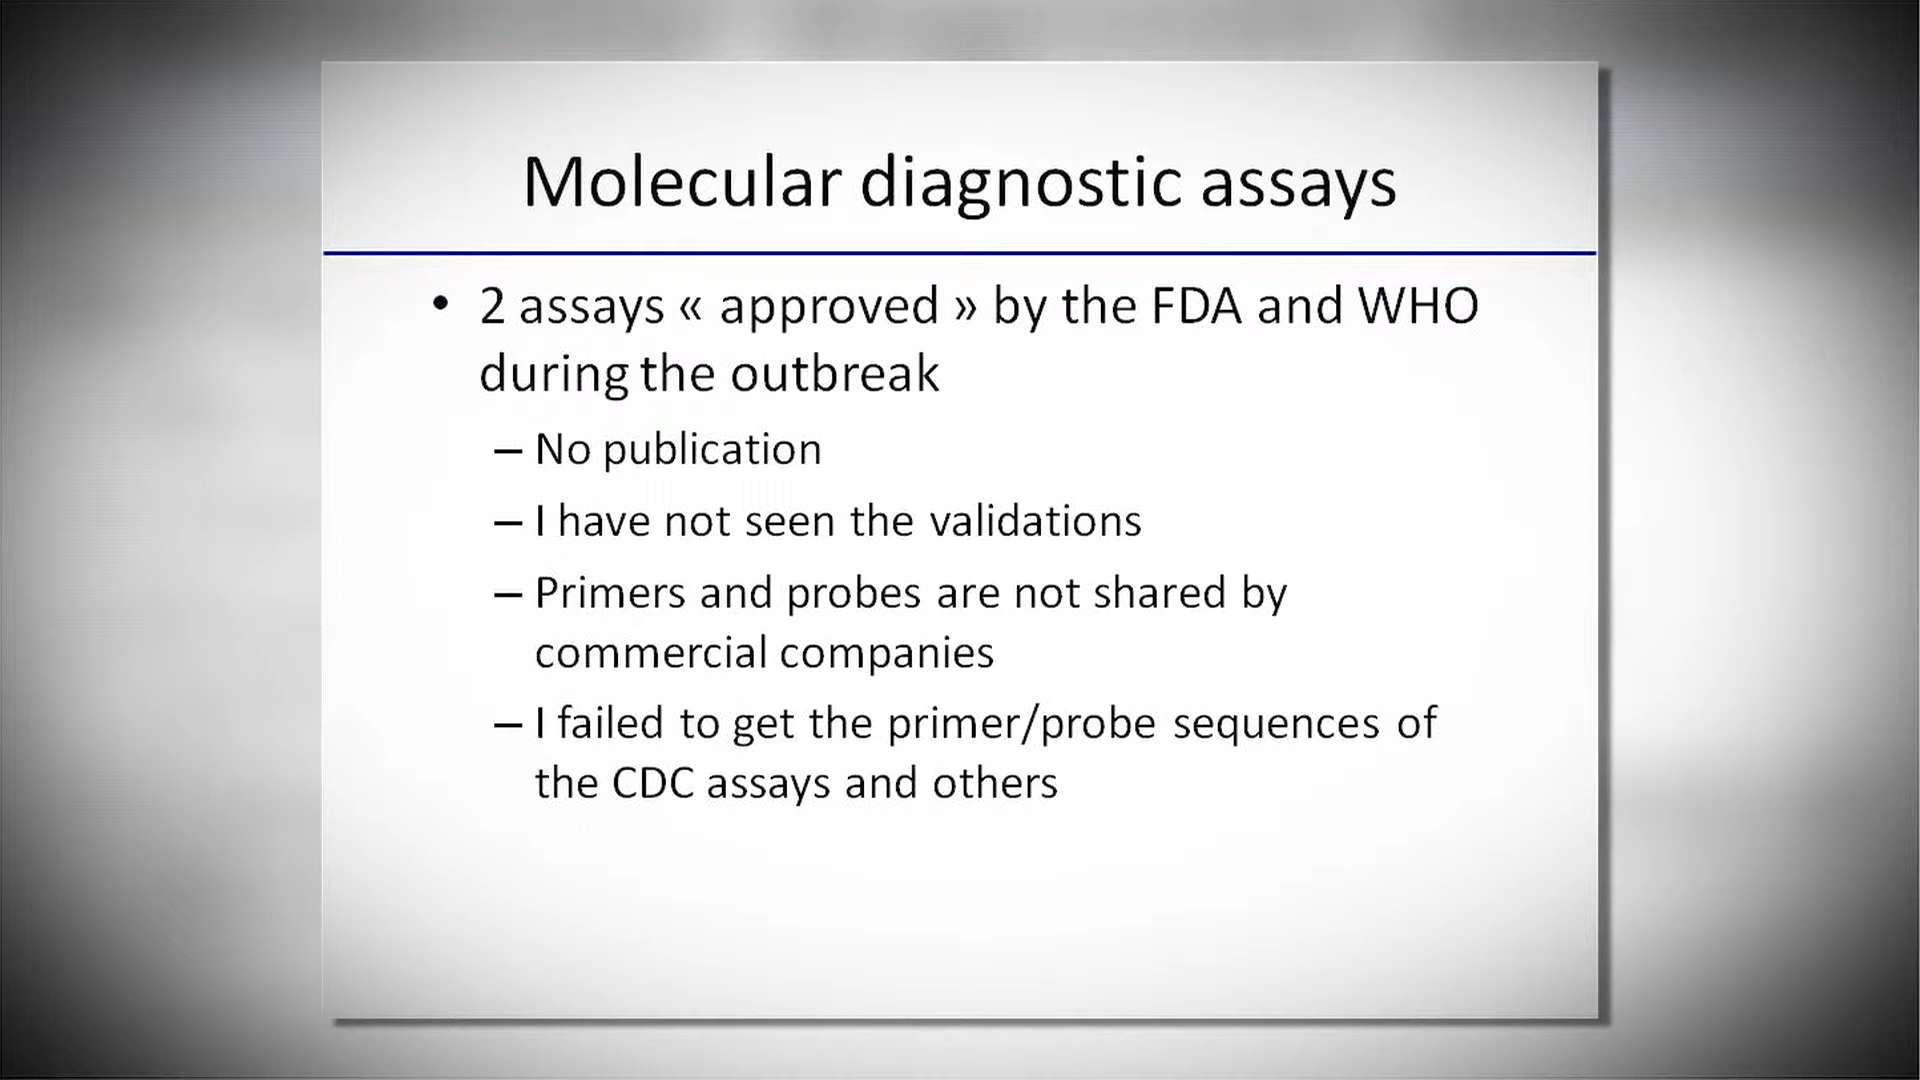 Molecular diagnostic assays
• 2 assays « approved » by the FDA and WHO
during the outbreak
– No publication
– I have not seen the validations
– Primers and probes are not shared by
commercial companies
– I failed to get the primer/probe sequences of
the CDC assays and others